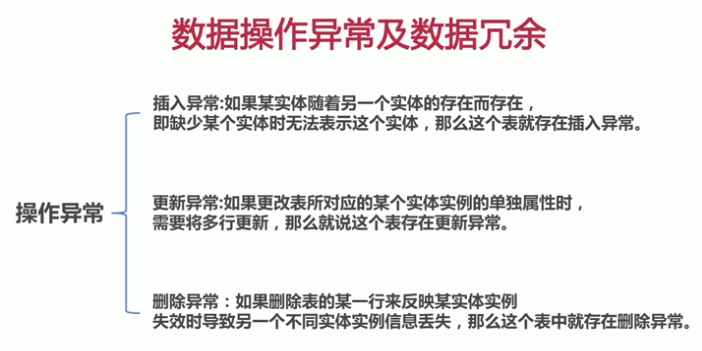 数据操作异常及数据冗余
插入异常:如果某实体随着另一个实体的存在而存在，
即缺少某个实体时无法表示这个实体，那么这个表就存在插入异常。
操作异常
更新异常:如果更改表所对应的某个实体实例的单独属性时，
需要将多行更新，那么就说这个表存在更新异常。
删除异常：如果删除表的某一行来反映某实体实例
失效时导致另一个不同实体实例信息丢失，那么这个表中就存在删除异常。